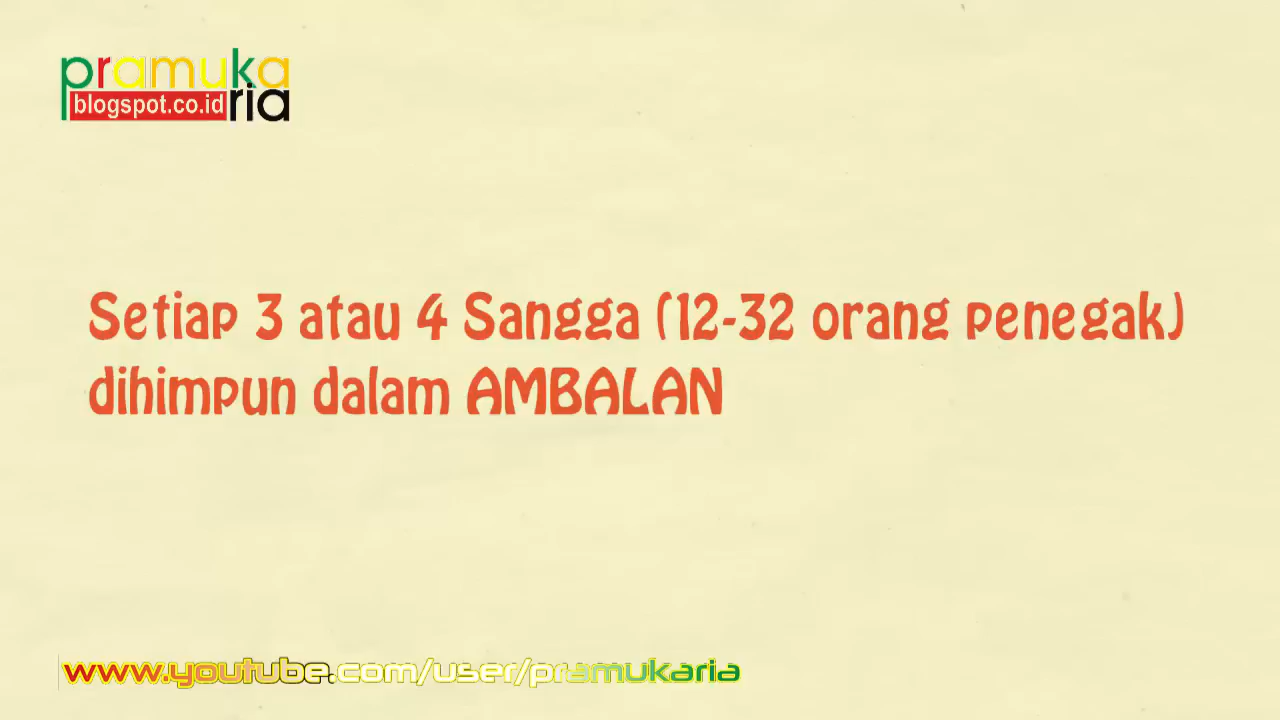 pramuka
blogspot.co.id ria
Setiap 3 atau 4 Sangga (12-32 orang penegak)
dihimpun dalam AMBALAN
www.youtube.com/user/pramukaria